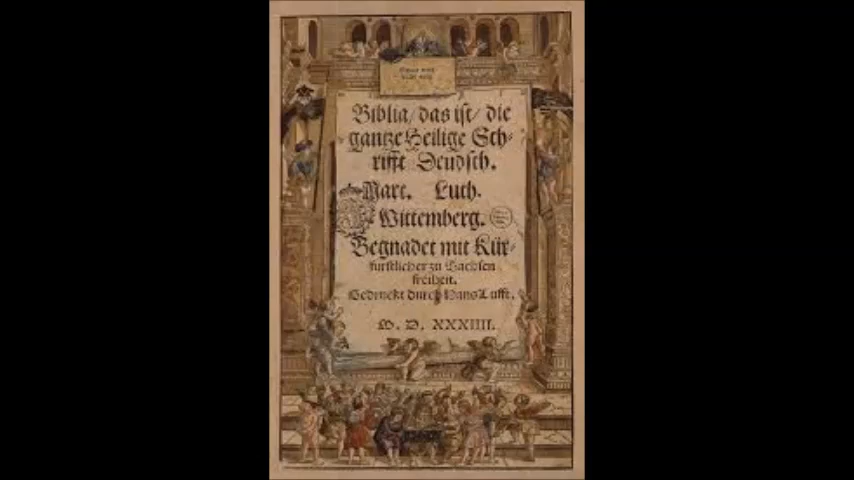 Biblia/ das ist/ die
gantze Heilige Sch⸗
rifft Deudsch.
Mart. Luth.
Wittemberg.
Begnadet mit Kür⸗
furstlicher zu Sachsen
freiheit.
Gedruckt durch Hans Lufft.
M. D. XXXIIII.